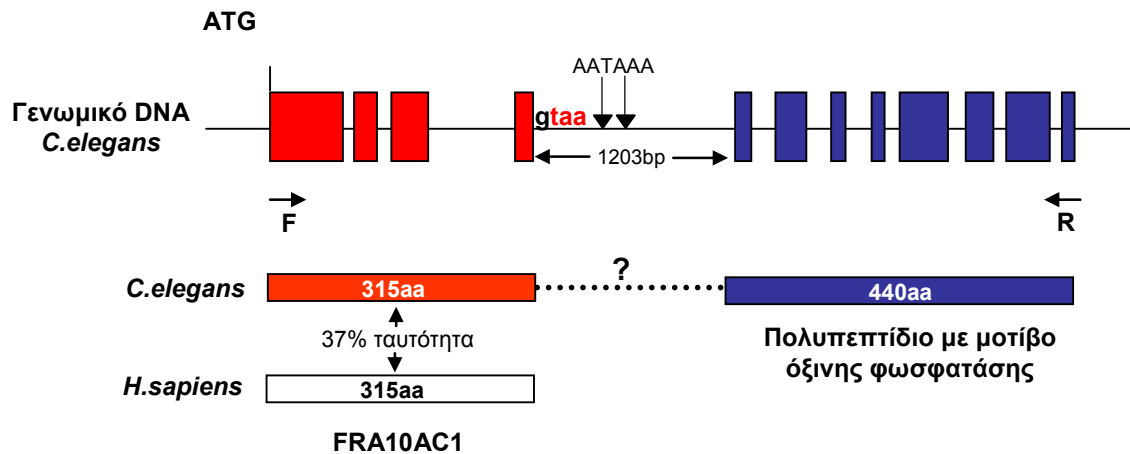 ATG
AATAAA
Γενωμικό DNA
C.elegans
gtaa
1203bp
F
R
?
C.elegans
315aa
440aa
37% ταυτότητα
Πολυπεπτίδιο με μοτίβο
όξινης φωσφατάσης
H.sapiens
315aa
FRA10AC1